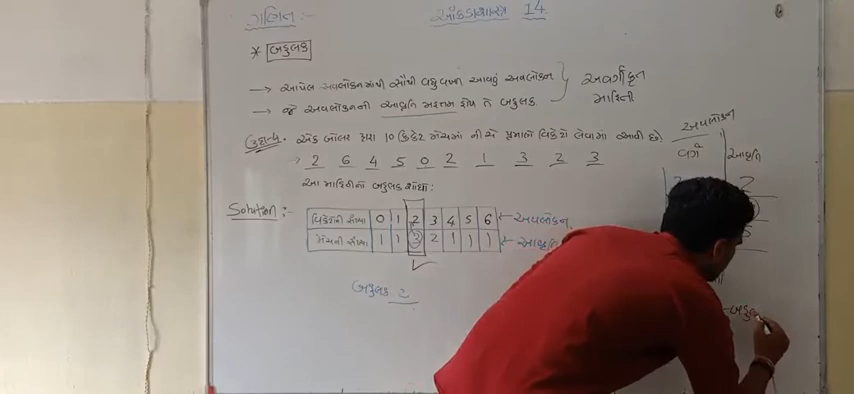 ગણિત :-
આંકડાશાસ્ત્ર 14
* બહુલક
→ આપેલ અવલોકનમાંથી સૌથી વધુ વખત આવતું અવલોકન
→ જે અવલોકનની આવૃત્તિ મહત્તમ હોય તે બહુલક
અવર્ગીકૃત
માહિતી
ઉદા-4. એક બોલર દ્વારા 10 ક્રિકેટ મેચમાં નીચે પ્રમાણે વિકેટો લેવામાં આવી છે.
→ 2 6 4 5 0 2 1 3 2 3
આ માહિતીનો બહુલક શોધો:
Solution :-
વિકેટની સંખ્યા 0 1 2 3 4 5 6 ← અવલોકન
મેચની સંખ્યા 1 1 3 2 1 1 1 ← આવૃત્તિ
બહુલક 2
અવલોકન
વર્ગ આવૃત્તિ
2